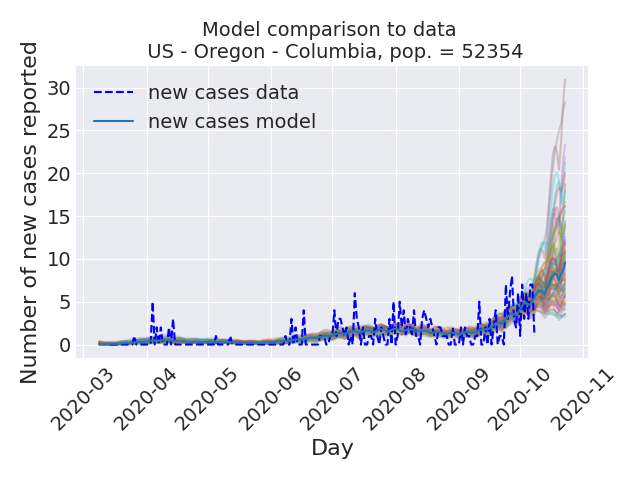 Model comparison to data
US - Oregon - Columbia, pop. = 52354
Number of new cases reported
30
25
20
15
10
5
0
new cases data
new cases model
2020-03
2020-04
2020-05
2020-06
2020-07
2020-08
2020-09
2020-10
2020-11
Day